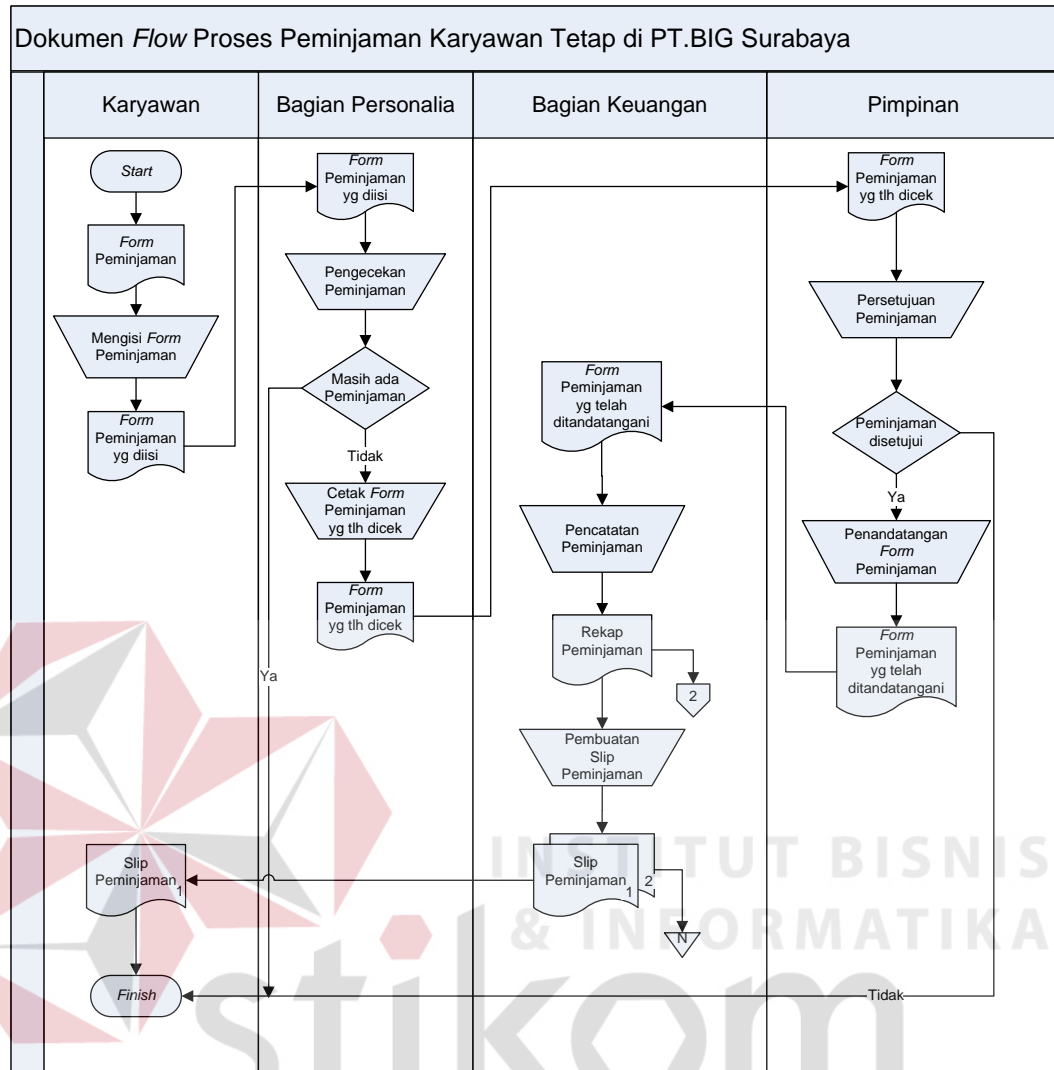 Dokumen Flow Proses Peminjaman Karyawan Tetap di PT.BIG Surabaya
Karyawan
Bagian Personalia
Bagian Keuangan
Pimpinan
Start
Form
Peminjaman
Mengisi Form
Peminjaman
Form
Peminjaman
yg diisi
Form
Peminjaman
yg diisi
Pengecekan
Peminjaman
Masih ada
Peminjaman
Tidak
Cetak Form
Peminjaman
yg tlh dicek
Form
Peminjaman
yg tlh dicek
Ya
Form
Peminjaman
yg tlh dicek
Persetujuan
Peminjaman
Peminjaman
disetujui
Ya
Penandatangan
Form
Peminjaman
Form
Peminjaman
yg telah
ditandatangani
Form
Peminjaman
yg telah
ditandatangani
Pencatatan
Peminjaman
Rekap
Peminjaman
2
Pembuatan
Slip
Peminjaman
Slip
Peminjaman
1
2
N
Slip
Peminjaman
1
Finish
Tidak
INSTITUT BISNIS
& INFORMATIKA
stikom